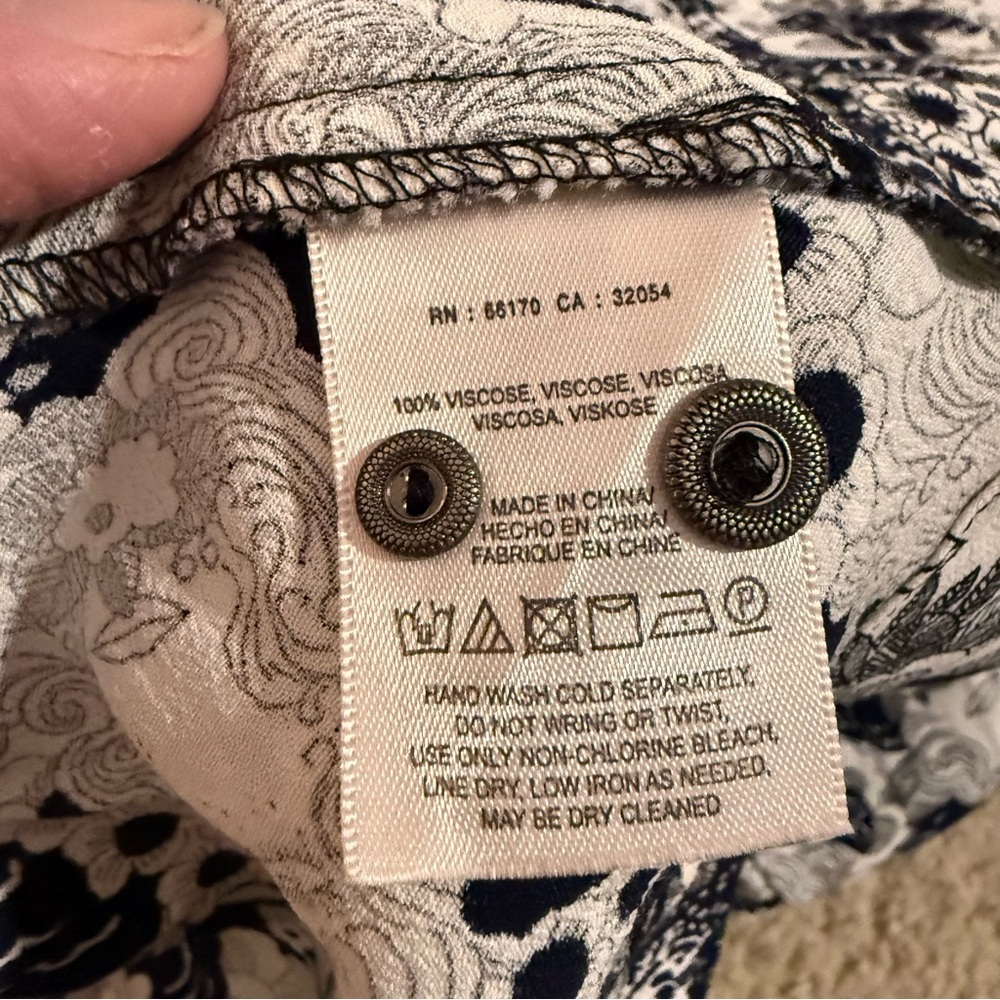 RN : 66170 CA : 32054
100% VISCOSE, VISCOSE, VISCOSA,
VISCOSA, VISKOSE
MADE IN CHINA/
HECHO EN CHINA/
FABRIQUE EN CHINE
P
HAND WASH COLD SEPARATELY,
DO NOT WRING OR TWIST,
USE ONLY NON-CHLORINE BLEACH,
LINE DRY, LOW IRON AS NEEDED,
MAY BE DRY CLEANED